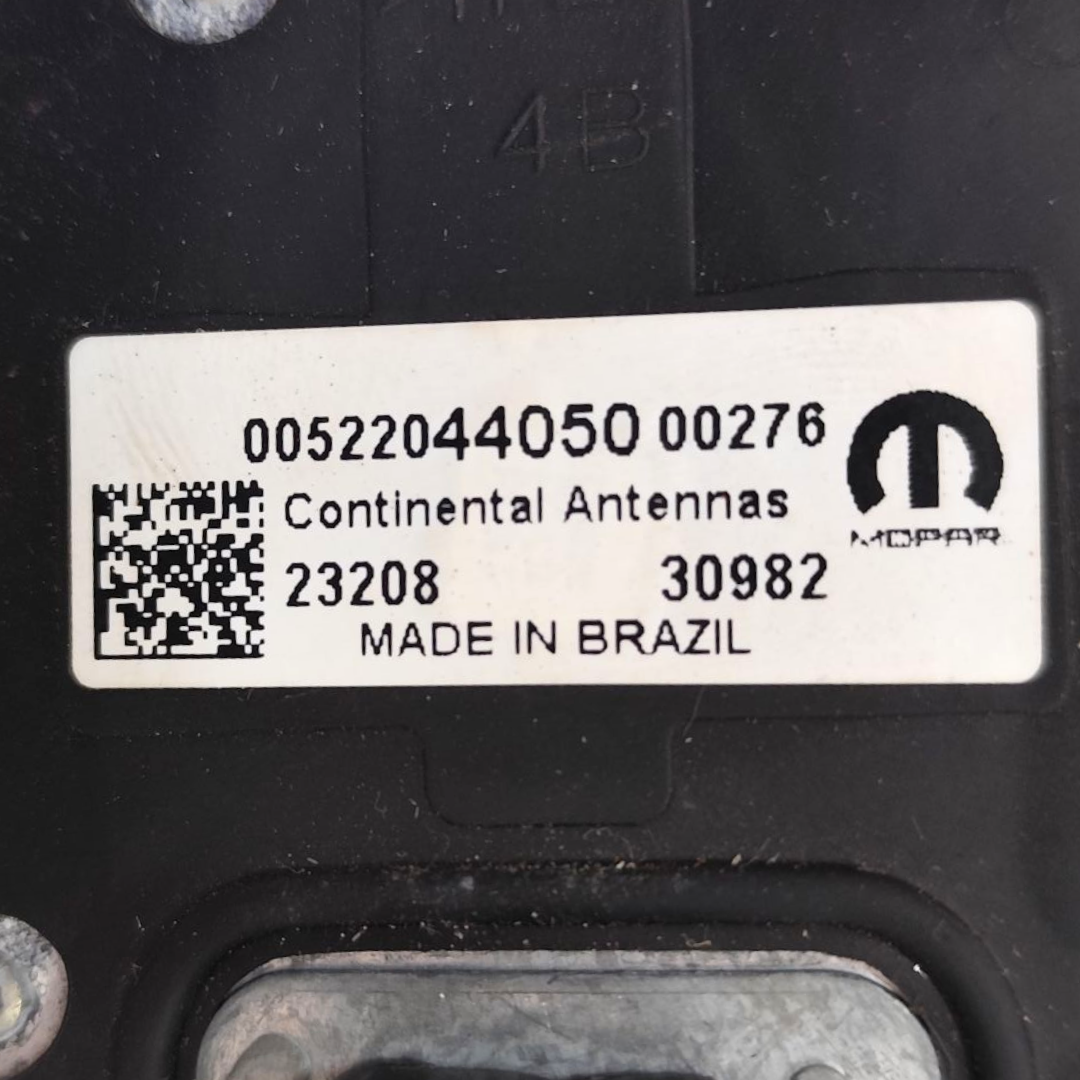 4B
00522044050 00276
Continental Antennas
MOPAR
23208 30982
MADE IN BRAZIL